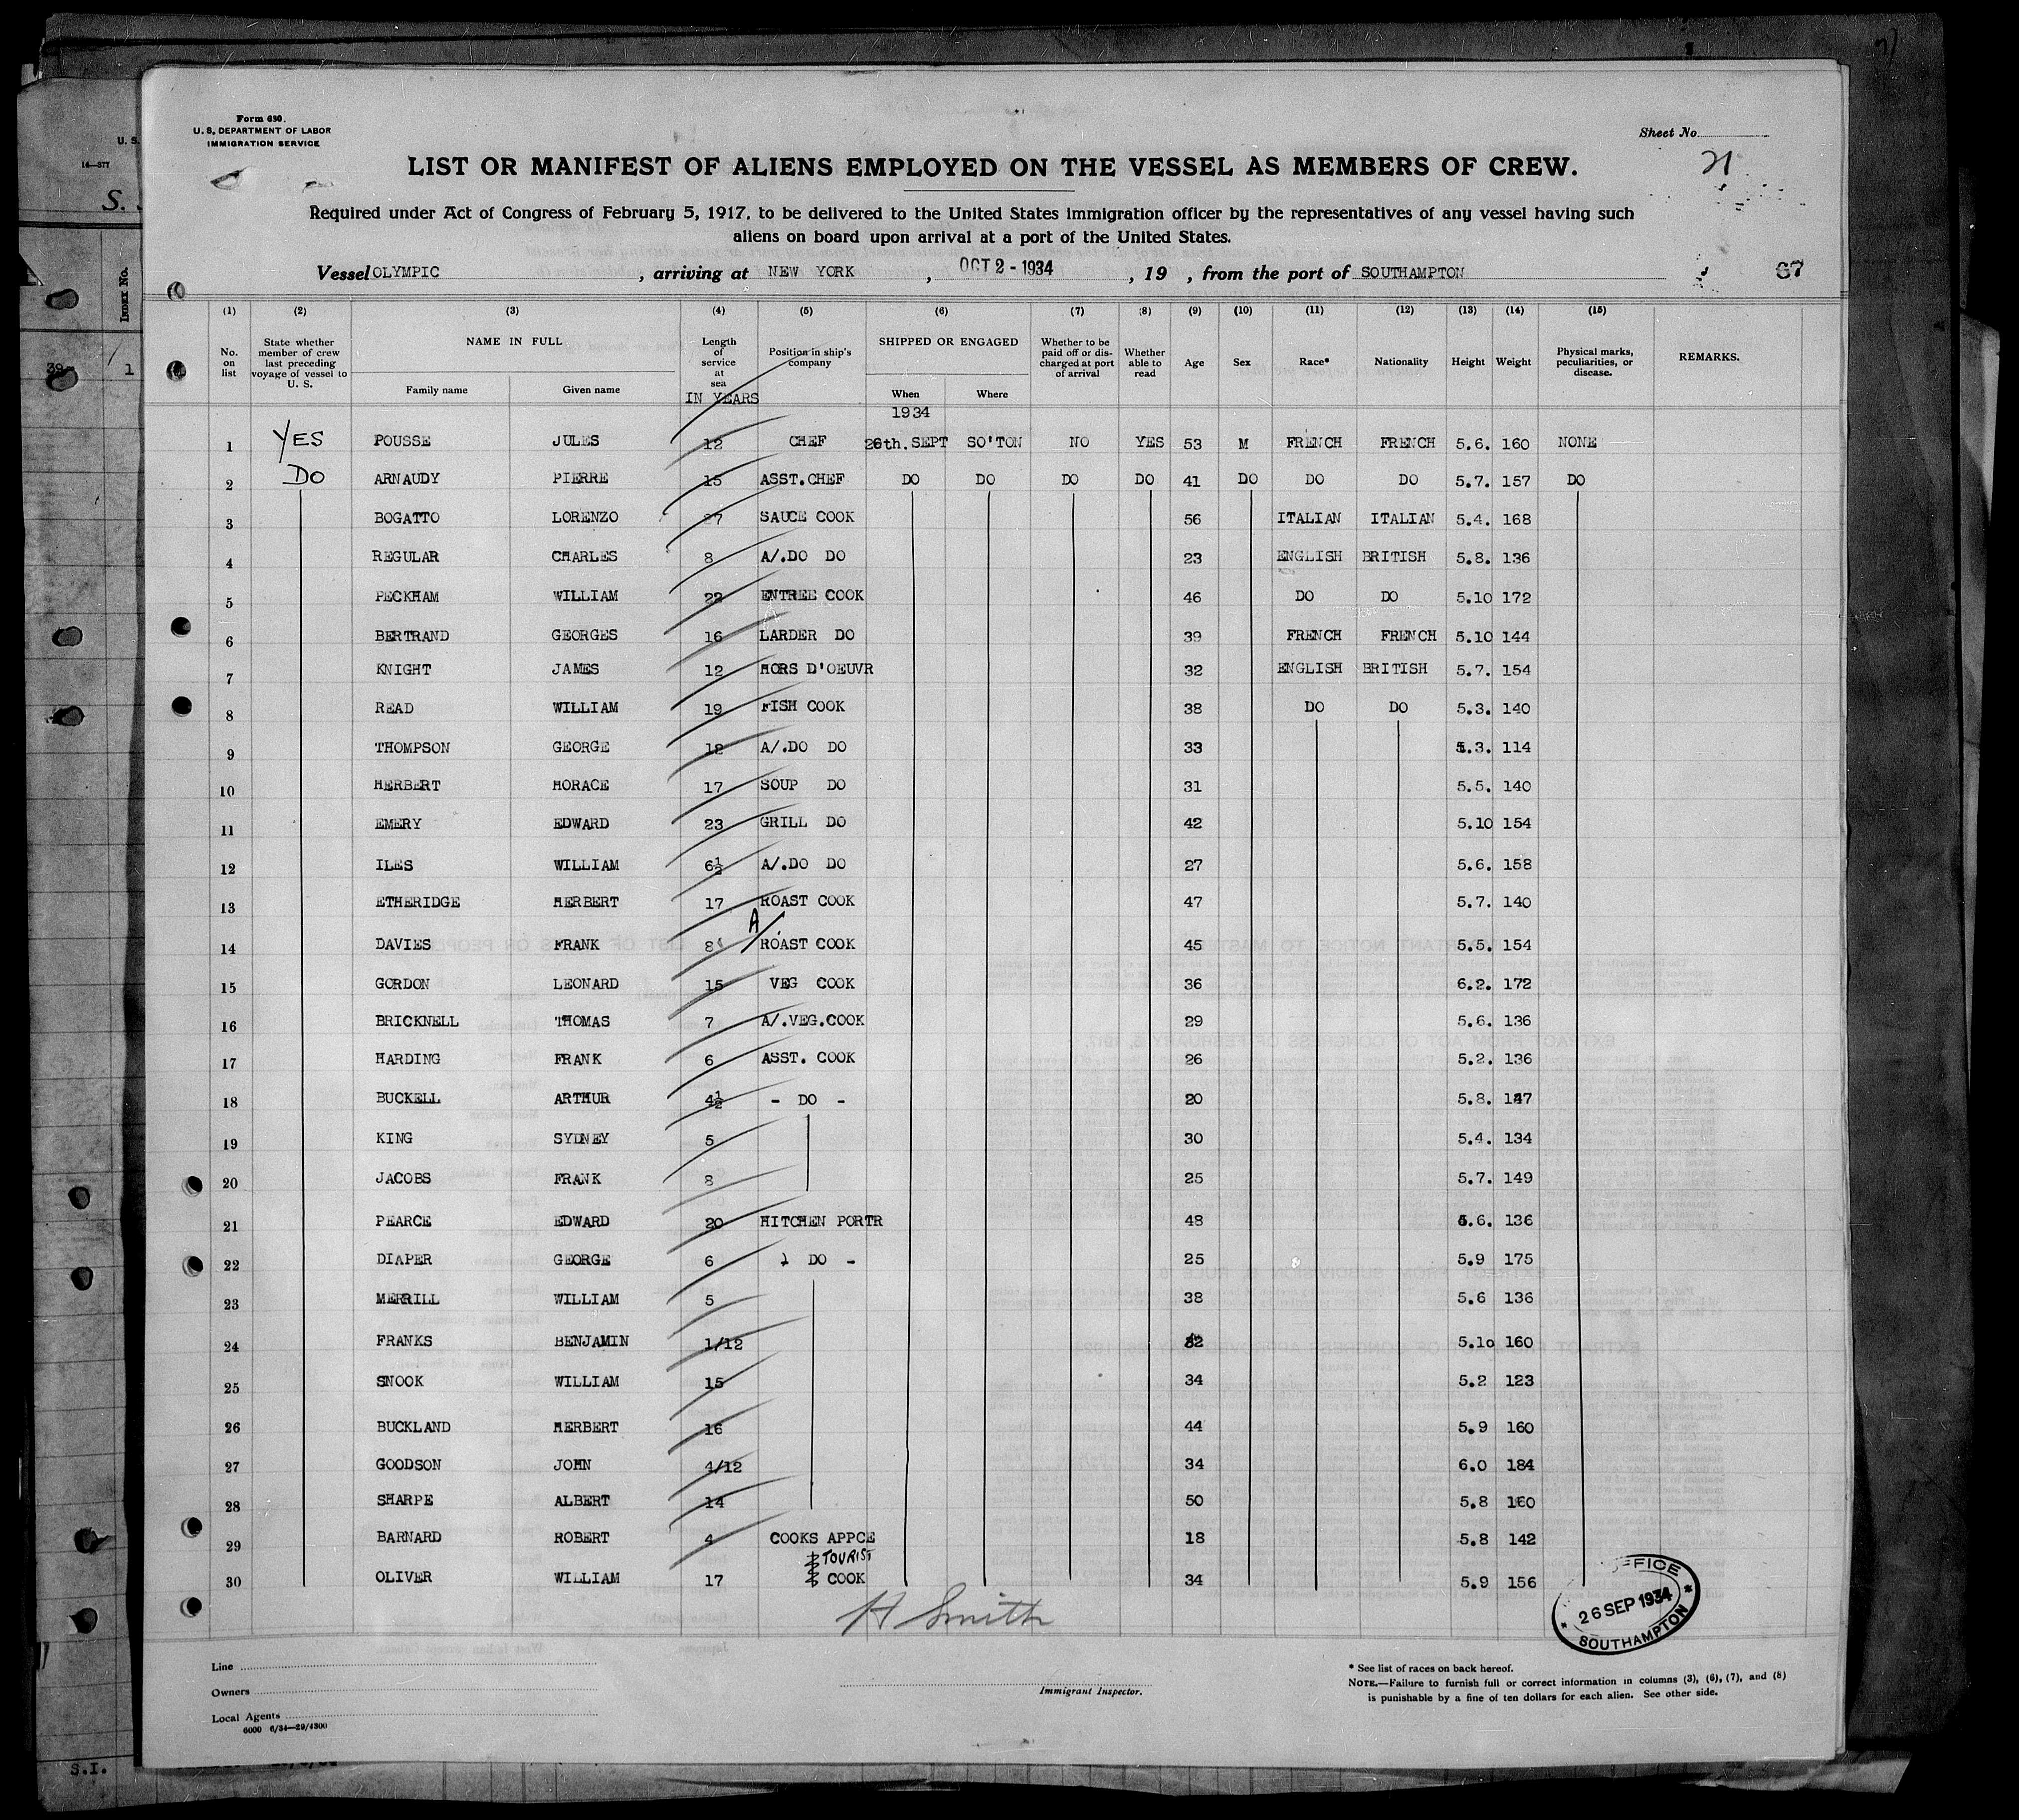 Form 630.
U. S. DEPARTMENT OF LABOR
IMMIGRATION SERVICE
Sheet No.
21
LIST OR MANIFEST OF ALIENS EMPLOYED ON THE VESSEL AS MEMBERS OF CREW.
Required under Act of Congress of February 5, 1917, to be delivered to the United States immigration officer by the representatives of any vessel having such
aliens on board upon arrival at a port of the United States.
Vessel OLYMPIC , arriving at NEW YORK , OCT 2 - 1934 , 19 , from the port of SOUTHAMPTON 67
(1) (2) (3) (4) (5) (6) (7) (8) (9) (10) (11) (12) (13) (14) (15)
No. on list State whether member of crew last preceding voyage of vessel to U. S. NAME IN FULL Family name Given name Length of service at sea IN YEARS Position in ship's company SHIPPED OR ENGAGED When Where Whether to be paid off or discharged at port of arrival Whether able to read Age Sex Race* Nationality Height Weight Physical marks, peculiarities, or disease. REMARKS.
1934
1 YES POUSSE JULES 12 CHEF 26th. SEPT SO'TON NO YES 53 M FRENCH FRENCH 5.6. 160 NONE
2 DO ARNAUDY PIERRE 15 ASST.CHEF DO DO DO DO 41 DO DO DO 5.7. 157 DO
3 BOGATTO LORENZO 27 SAUCE COOK 56 ITALIAN ITALIAN 5.4. 168
4 REGULAR CHARLES 8 A/.DO DO 23 ENGLISH BRITISH 5.8. 136
5 PECKHAM WILLIAM 22 ENTREE COOK 46 DO DO 5.10 172
6 BERTRAND GEORGES 16 LARDER DO 39 FRENCH FRENCH 5.10 144
7 KNIGHT JAMES 12 HORS D'OEUVR 32 ENGLISH BRITISH 5.7. 154
8 READ WILLIAM 19 FISH COOK 38 DO DO 5.3. 140
9 THOMPSON GEORGE 12 A/.DO DO 33 5.3. 114
10 HERBERT HORACE 17 SOUP DO 31 5.5. 140
11 EMERY EDWARD 23 GRILL DO 42 5.10 154
12 ILES WILLIAM 6½ A/.DO DO 27 5.6. 158
13 ETHERIDGE HERBERT 17 ROAST COOK 47 5.7. 140
14 DAVIES FRANK 8 A/. ROAST COOK 45 5.5. 154
15 GORDON LEONARD 15 VEG COOK 36 6.2. 172
16 BRICKNELL THOMAS 7 A/.VEG.COOK 29 5.6. 136
17 HARDING FRANK 6 ASST. COOK 26 5.2. 136
18 BUCKELL ARTHUR 4½ - DO - 20 5.8. 147
19 KING SYDNEY 5 30 5.4. 134
20 JACOBS FRANK 8 25 5.7. 149
21 PEARCE EDWARD 20 HITCHEN PORTR 48 5.6. 136
22 DIAPER GEORGE 6 DO - 25 5.9 175
23 MERRILL WILLIAM 5 38 5.6 136
24 FRANKS BENJAMIN 1/12 5.10 160
25 SNOOK WILLIAM 15 34 5.2 123
26 BUCKLAND HERBERT 16 44 5.9 160
27 GOODSON JOHN 4/12 34 6.0 184
28 SHARPE ALBERT 14 50 5.8 160
29 BARNARD ROBERT 4 COOKS APPCE 18 5.8 142
TOURIST
30 OLIVER WILLIAM 17 COOK 34 5.9 156
H Smith
26 SEP 1934
SOUTHAMPTON
Line
Owners
Local Agents
6000 6/34—29/4300
Immigrant Inspector.
* See list of races on back hereof.
NOTE.—Failure to furnish full or correct information in columns (3), (6), (7), and (8)
is punishable by a fine of ten dollars for each alien. See other side.
U. S.
14—377
S.
INDEX No.
1
S.I.